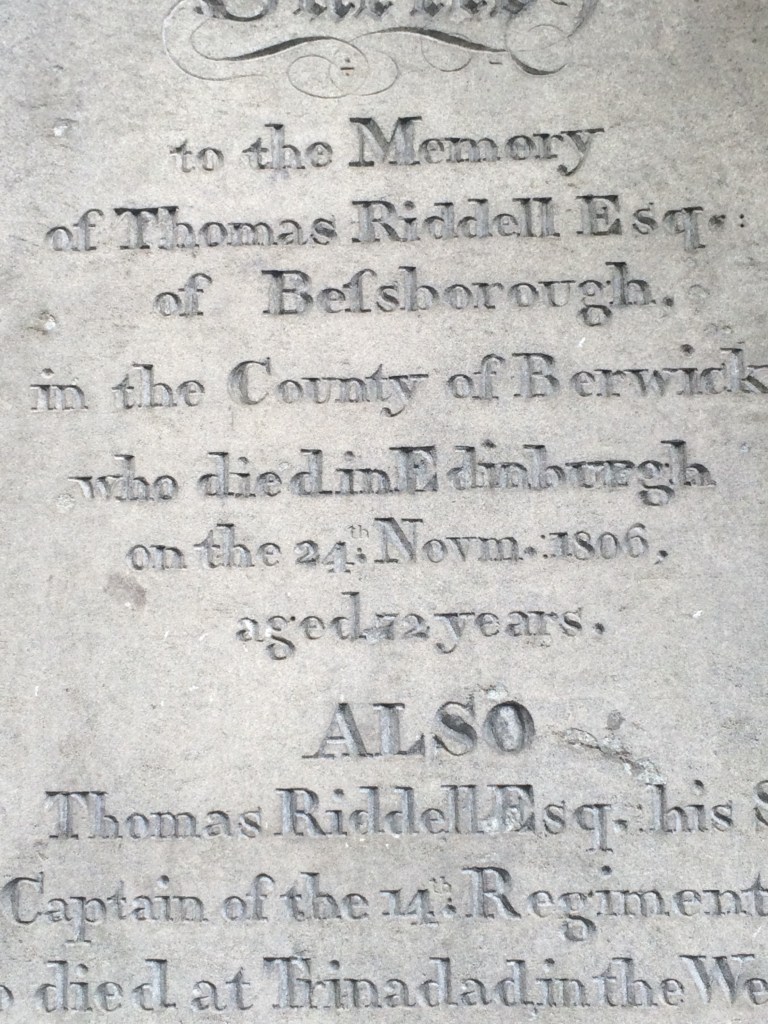 to the Memory
of Thomas Riddell Esq.:
of Beſsborough.
in the County of Berwick
who died in Edinburgh
on the 24th. Novm.: 1806.
aged 72 years.
ALSO
Thomas Riddell Esq. his
Captain of the 14th. Regiment
died at Trinadad, in the We